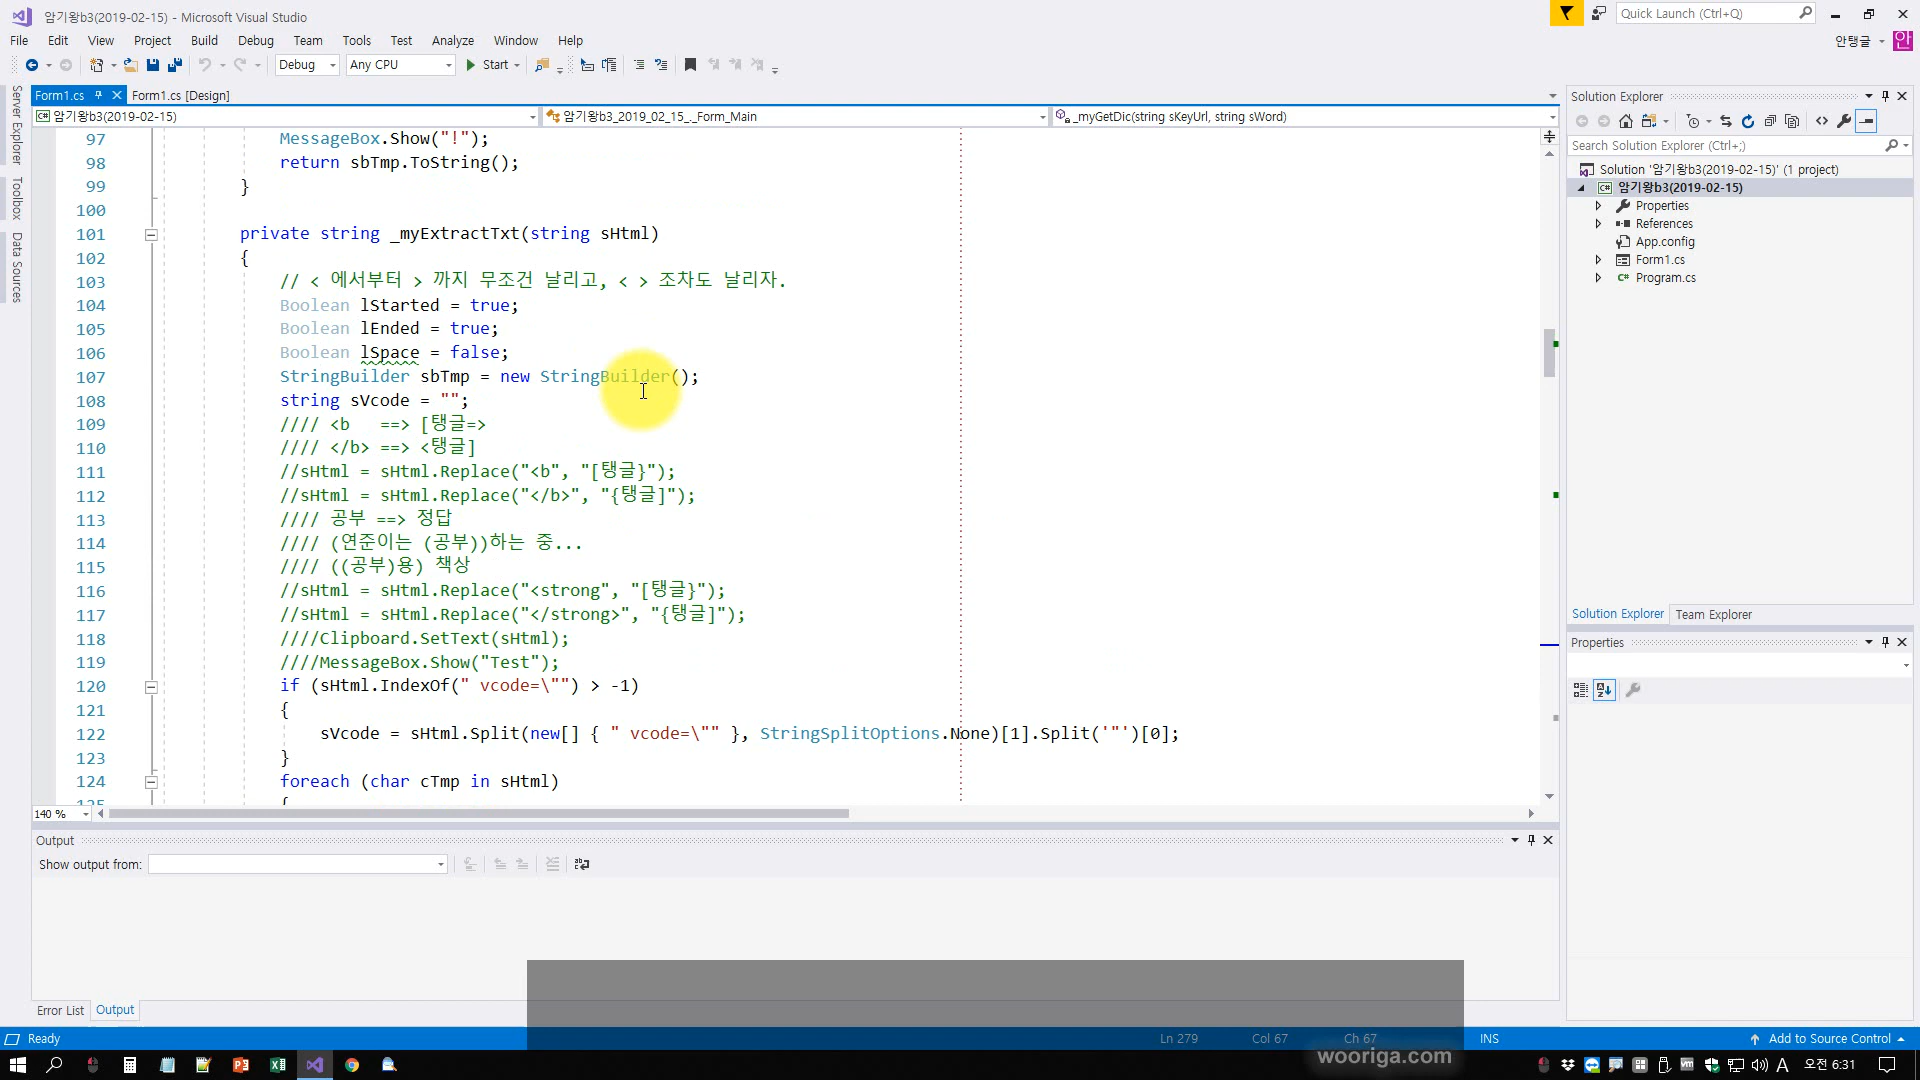 암기왕b3(2019-02-15) - Microsoft Visual Studio
Quick Launch (Ctrl+Q)
File Edit View Project Build Debug Team Tools Test Analyze Window Help
안탱글 안
Debug Any CPU Start
Server Explorer
Toolbox
Data Sources
Form1.cs Form1.cs [Design]
암기왕b3(2019-02-15) 암기왕b3_2019_02_15_._Form_Main _myGetDic(string sKeyUrl, string sWord)
97 MessageBox.Show("!");
98 return sbTmp.ToString();
99 }
100
101 private string _myExtractTxt(string sHtml)
102 {
103 // < 에서부터 > 까지 무조건 날리고, < > 조차도 날리자.
104 Boolean lStarted = true;
105 Boolean lEnded = true;
106 Boolean lSpace = false;
107 StringBuilder sbTmp = new StringBuilder();
108 string sVcode = "";
109 //// <b ==> [탱글=>
110 //// </b> ==> <탱글]
111 //sHtml = sHtml.Replace("<b", "[탱글}");
112 //sHtml = sHtml.Replace("</b>", "{탱글]");
113 //// 공부 ==> 정답
114 //// (연준이는 (공부))하는 중...
115 //// ((공부)용) 책상
116 //sHtml = sHtml.Replace("<strong", "[탱글}");
117 //sHtml = sHtml.Replace("</strong>", "{탱글]");
118 ////Clipboard.SetText(sHtml);
119 ////MessageBox.Show("Test");
120 if (sHtml.IndexOf(" vcode=\"") > -1)
121 {
122 sVcode = sHtml.Split(new[] { " vcode=\"" }, StringSplitOptions.None)[1].Split('"')[0];
123 }
124 foreach (char cTmp in sHtml)
125 {
140 %
Output
Show output from:
Error List Output
Solution Explorer
Search Solution Explorer (Ctrl+;)
Solution '암기왕b3(2019-02-15)' (1 project)
암기왕b3(2019-02-15)
Properties
References
App.config
Form1.cs
Program.cs
Solution Explorer Team Explorer
Properties
Ready Ln 279 Col 67 Ch 67 INS Add to Source Control
wooriga.com
A 오전 6:31